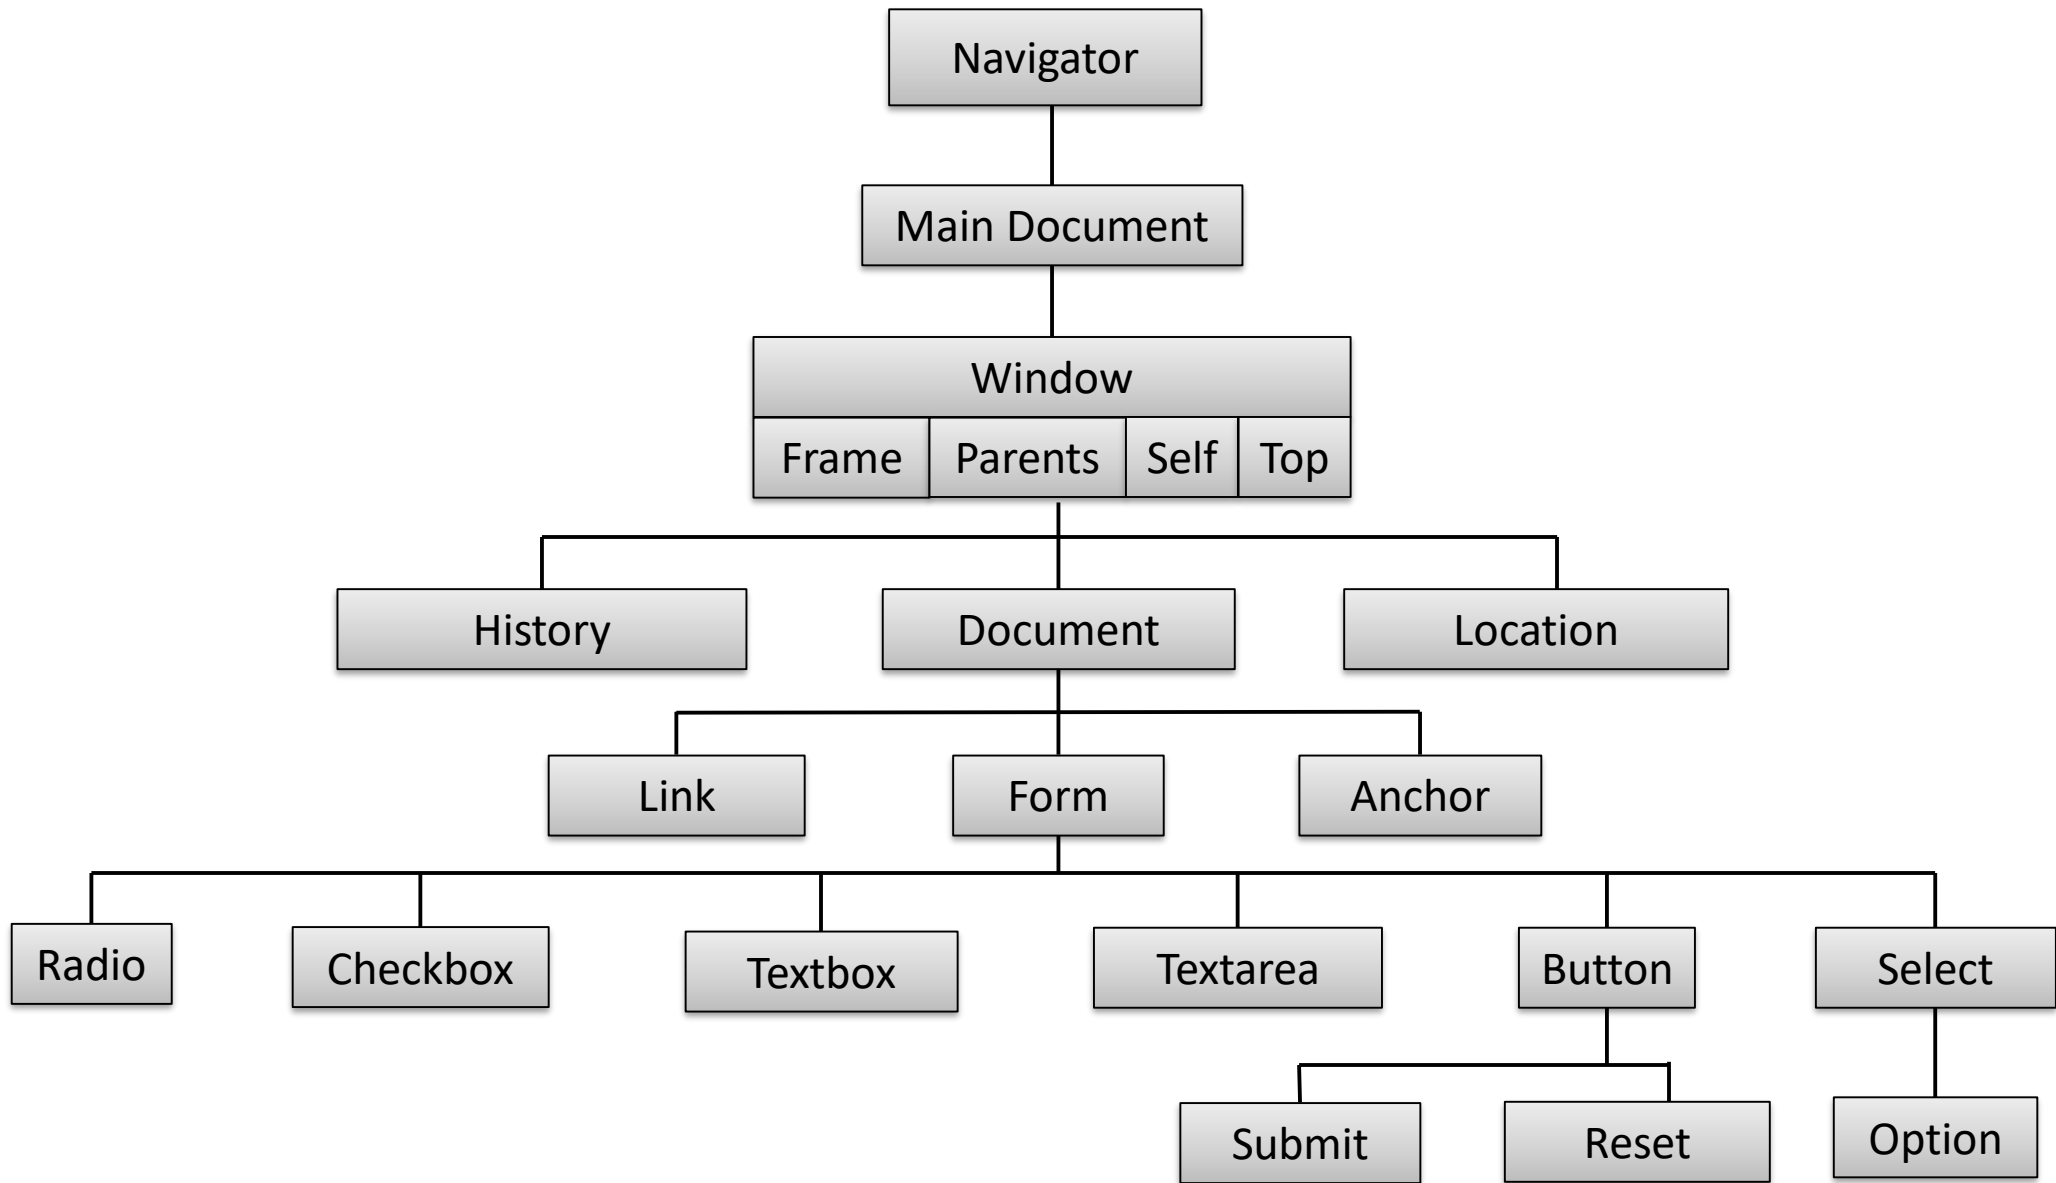 Navigator
Main Document
Window
Frame Parents Self Top
History Document Location
Link Form Anchor
Radio Checkbox Textbox Textarea Button Select
Submit Reset Option